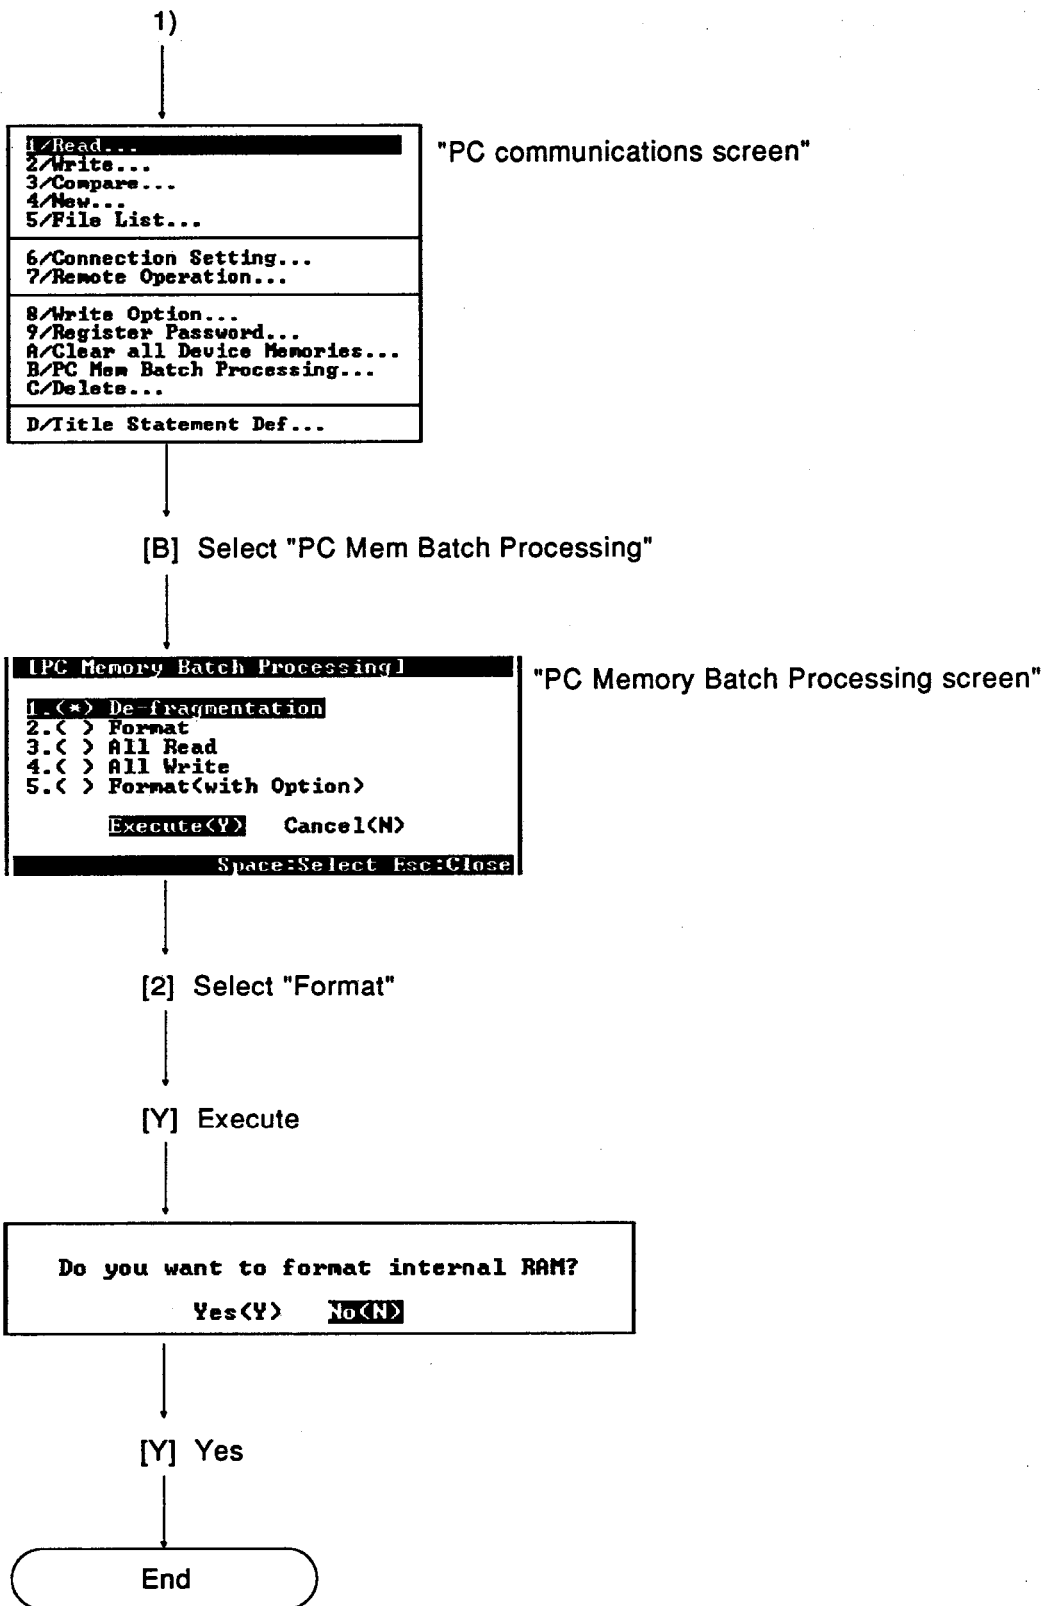 1)
1/Read...
"PC communications screen"
2/Write...
3/Compare...
4/New...
5/File List...
6/Connection Setting...
7/Remote Operation...
8/Write Option...
9/Register Password...
A/Clear all Device Memories...
B/PC Mem Batch Processing...
C/Delete...
D/Title Statement Def...
[B] Select "PC Mem Batch Processing"
[PC Memory Batch Processing]
"PC Memory Batch Processing screen"
1.(*) De-fragmentation
2.( ) Format
3.( ) All Read
4.( ) All Write
5.( ) Format(with Option)
Execute(Y) Cancel(N)
Space:Select Esc:Close
[2] Select "Format"
[Y] Execute
Do you want to format internal RAM?
Yes(Y) No(N)
[Y] Yes
End